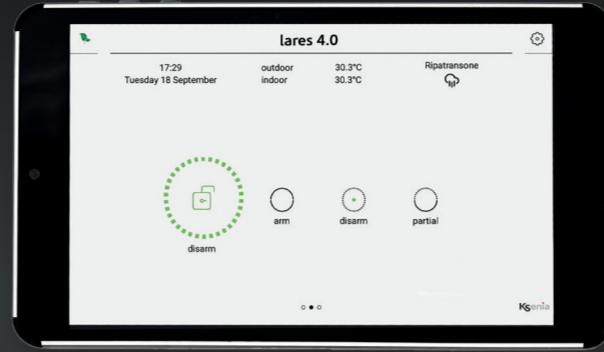 lares 4.0
17:29
Tuesday 18 September
outdoor 30.3°C
indoor 30.3°C
Ripatransone
disarm
arm
disarm
partial
Ksenia